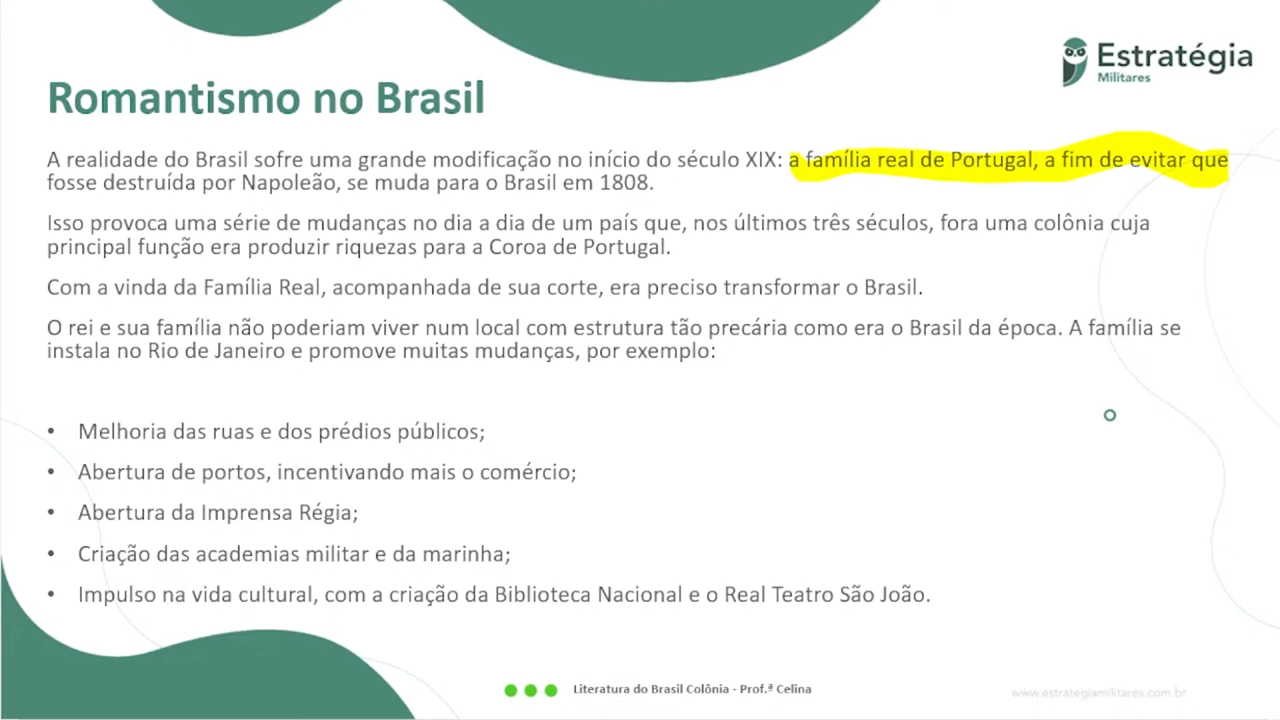 Estratégia
Militares
Romantismo no Brasil
A realidade do Brasil sofre uma grande modificação no início do século XIX: a família real de Portugal, a fim de evitar que
fosse destruída por Napoleão, se muda para o Brasil em 1808.
Isso provoca uma série de mudanças no dia a dia de um país que, nos últimos três séculos, fora uma colônia cuja
principal função era produzir riquezas para a Coroa de Portugal.
Com a vinda da Família Real, acompanhada de sua corte, era preciso transformar o Brasil.
O rei e sua família não poderiam viver num local com estrutura tão precária como era o Brasil da época. A família se
instala no Rio de Janeiro e promove muitas mudanças, por exemplo:
• Melhoria das ruas e dos prédios públicos;
• Abertura de portos, incentivando mais o comércio;
• Abertura da Imprensa Régia;
• Criação das academias militar e da marinha;
• Impulso na vida cultural, com a criação da Biblioteca Nacional e o Real Teatro São João.
Literatura do Brasil Colônia - Prof.ª Celina
www.estrategiamilitares.com.br